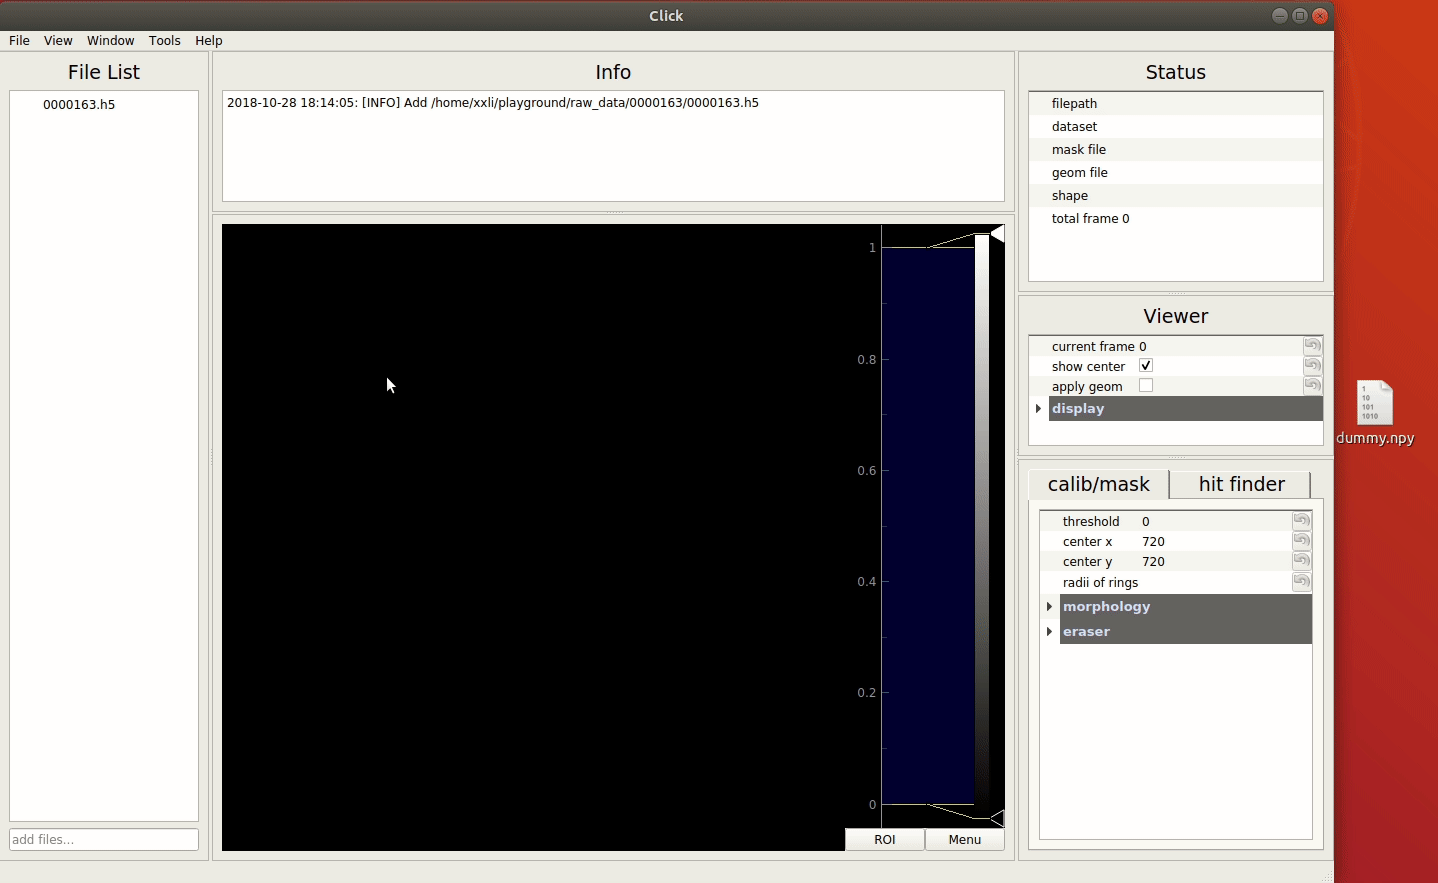 Click
File View Window Tools Help
File List
0000163.h5
add files...
Info
2018-10-28 18:14:05: [INFO] Add /home/xxli/playground/raw_data/0000163/0000163.h5
1
0.8
0.6
0.4
0.2
0
ROI Menu
Status
filepath
dataset
mask file
geom file
shape
total frame 0
Viewer
current frame 0
show center
apply geom
display
calib/mask hit finder
threshold 0
center x 720
center y 720
radii of rings
morphology
eraser
1
10
101
1010
dummy.npy